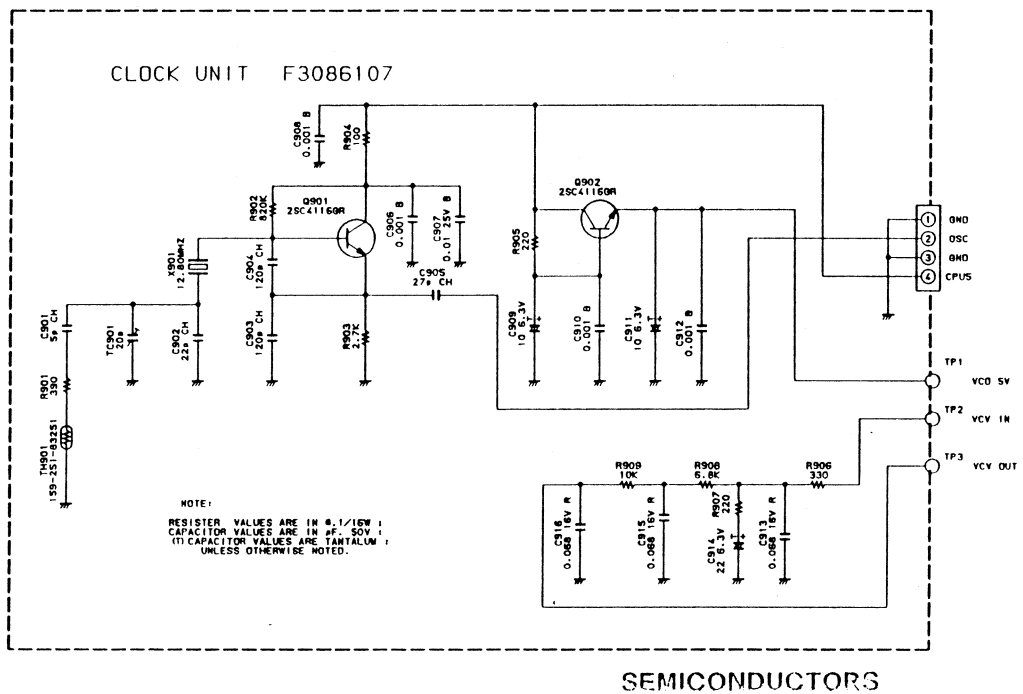 CLOCK UNIT F3086107
C908
0.001 B
R904
100
R902
820K
Q901
2SC4116GR
C906
0.001 B
C907
0.01 25V B
Q902
2SC4116GR
R905
220
X901
12.80MHZ
C904
120p CH
C905
27p CH
C901
5p CH
TC901
20p
C902
22p CH
C903
120p CH
R903
2.7K
C909
10 6.3V
T +
C910
0.001 B
C911
10 6.3V
T +
C912
0.001 B
1 GND
2 OSC
3 GND
4 CPU5
R901
390
TH901
159-251-83251
TP1
VCO 5V
TP2
VCV IN
TP3
VCV OUT
R909
10K
R908
6.8K
R906
330
C916
0.068 16V R
C915
0.068 16V R
R907
220
C914
22 6.3V
T +
C913
0.068 16V R
NOTE:
RESISTER VALUES ARE IN Ω.1/16W ;
CAPACITOR VALUES ARE IN µF. 50V ;
(T) CAPACITOR VALUES ARE TANTALUM ;
UNLESS OTHERWISE NOTED.
SEMICONDUCTORS